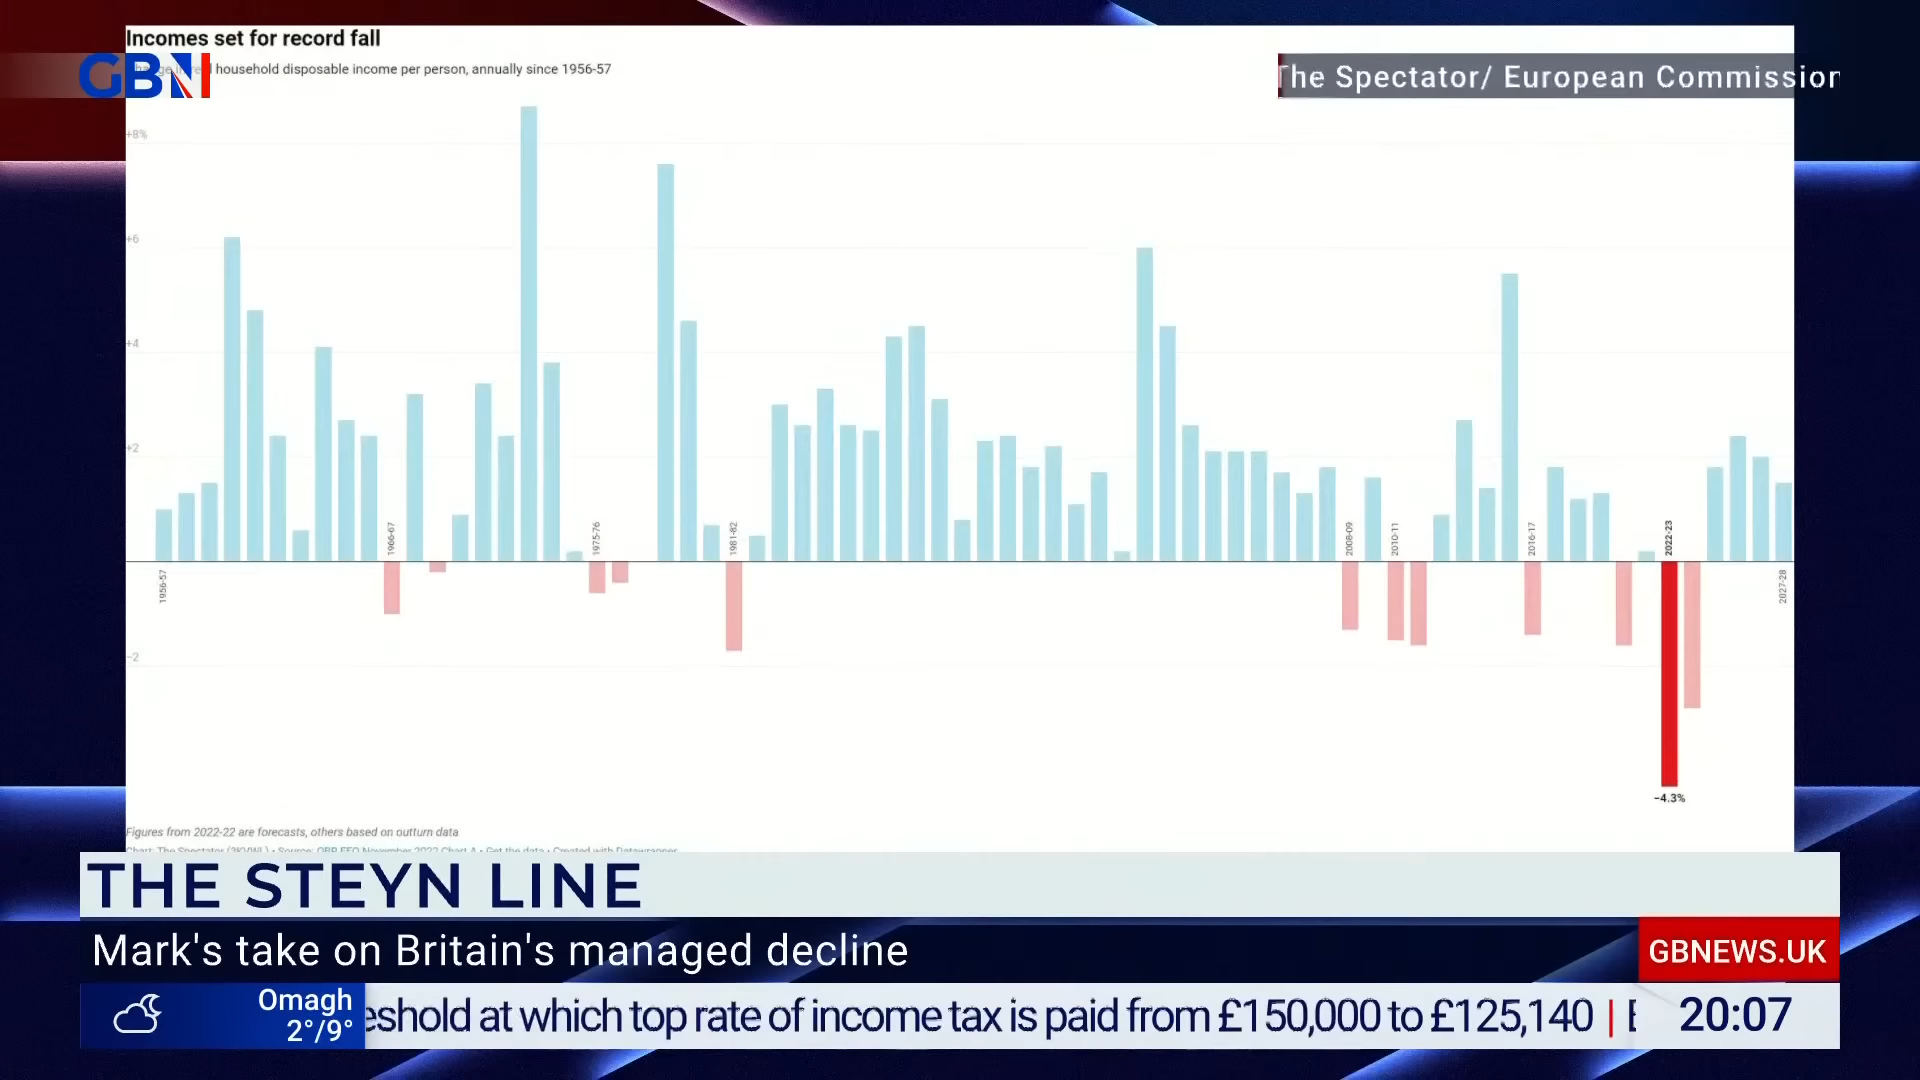 Incomes set for record fall
GBN
household disposable income per person, annually since 1956-57
The Spectator/ European Commission
+8%
+6
+4
+2
−2
1956-57
1966-67
1975-76
1981-82
2008-09
2010-11
2016-17
2022-23
2027-28
−4.3%
Figures from 2022-22 are forecasts, others based on outturn data
THE STEYN LINE
Mark's take on Britain's managed decline
GBNEWS.UK
Omagh
2°/9°
eshold at which top rate of income tax is paid from £150,000 to £125,140 |
20:07